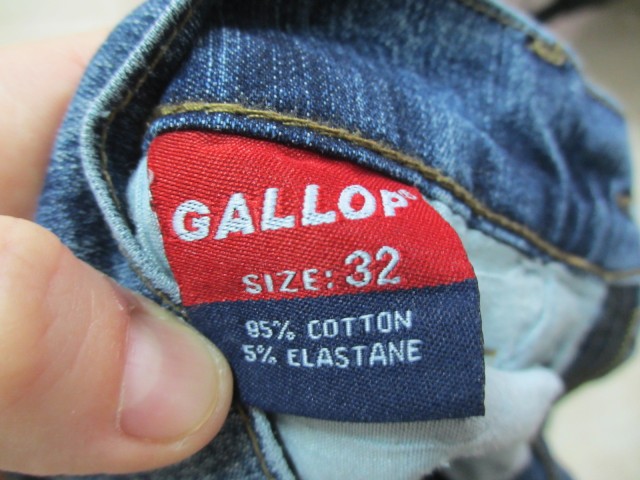 GALLOP
SIZE: 32
95% COTTON
5% ELASTANE